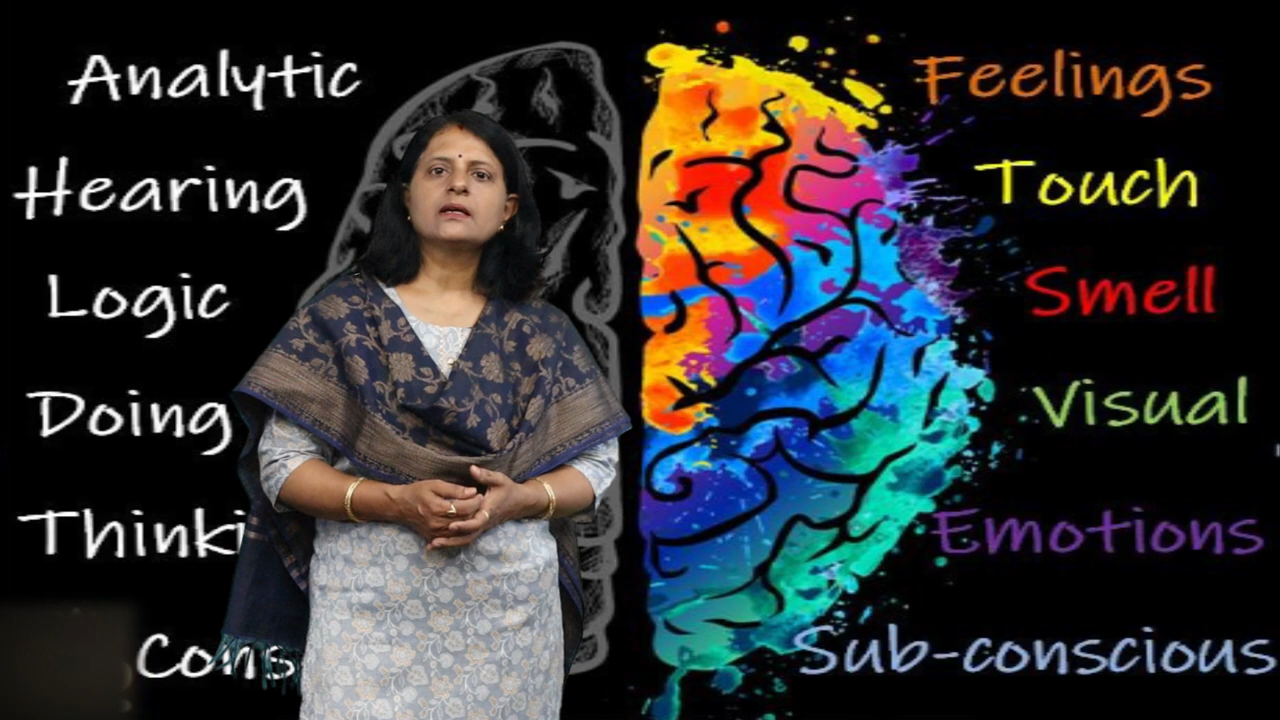 Analytic
Hearing
Logic
Doing
Thinki
Cons
Feelings
Touch
Smell
Visual
Emotions
Sub-conscious